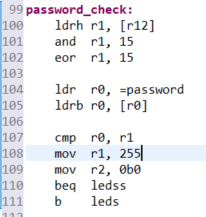 99 password_check:
100 ldrh r1, [r12]
101 and r1, 15
102 eor r1, 15
103
104 ldr r0, =password
105 ldrb r0, [r0]
106
107 cmp r0, r1
108 mov r1, 255
109 mov r2, 0b0
110 beq ledss
111 b leds